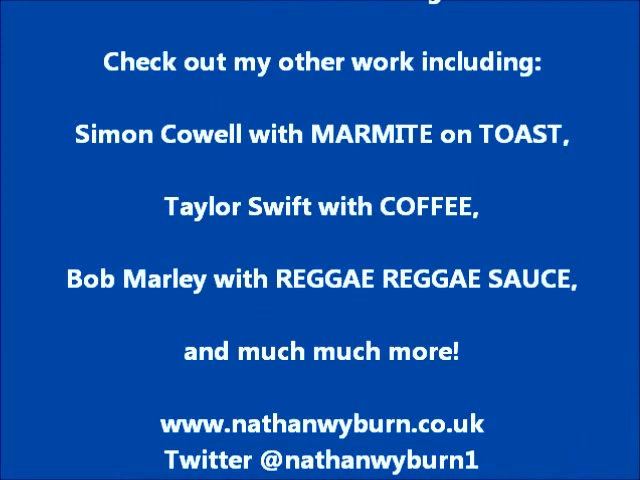 Check out my other work including:
Simon Cowell with MARMITE on TOAST,
Taylor Swift with COFFEE,
Bob Marley with REGGAE REGGAE SAUCE,
and much much more!
www.nathanwyburn.co.uk
Twitter @nathanwyburn1